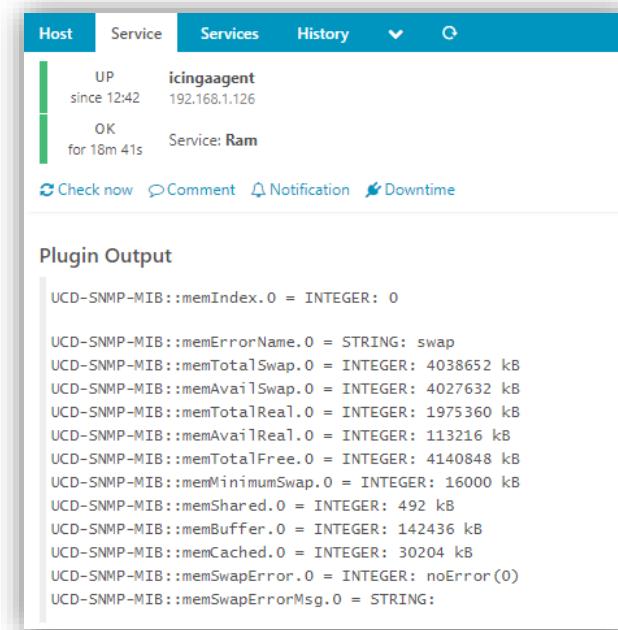 Host Service Services History
UP icingaagent
since 12:42 192.168.1.126
OK
for 18m 41s Service: Ram
Check now Comment Notification Downtime
Plugin Output
UCD-SNMP-MIB::memIndex.0 = INTEGER: 0
UCD-SNMP-MIB::memErrorName.0 = STRING: swap
UCD-SNMP-MIB::memTotalSwap.0 = INTEGER: 4038652 kB
UCD-SNMP-MIB::memAvailSwap.0 = INTEGER: 4027632 kB
UCD-SNMP-MIB::memTotalReal.0 = INTEGER: 1975360 kB
UCD-SNMP-MIB::memAvailReal.0 = INTEGER: 113216 kB
UCD-SNMP-MIB::memTotalFree.0 = INTEGER: 4140848 kB
UCD-SNMP-MIB::memMinimumSwap.0 = INTEGER: 16000 kB
UCD-SNMP-MIB::memShared.0 = INTEGER: 492 kB
UCD-SNMP-MIB::memBuffer.0 = INTEGER: 142436 kB
UCD-SNMP-MIB::memCached.0 = INTEGER: 30204 kB
UCD-SNMP-MIB::memSwapError.0 = INTEGER: noError(0)
UCD-SNMP-MIB::memSwapErrorMsg.0 = STRING: